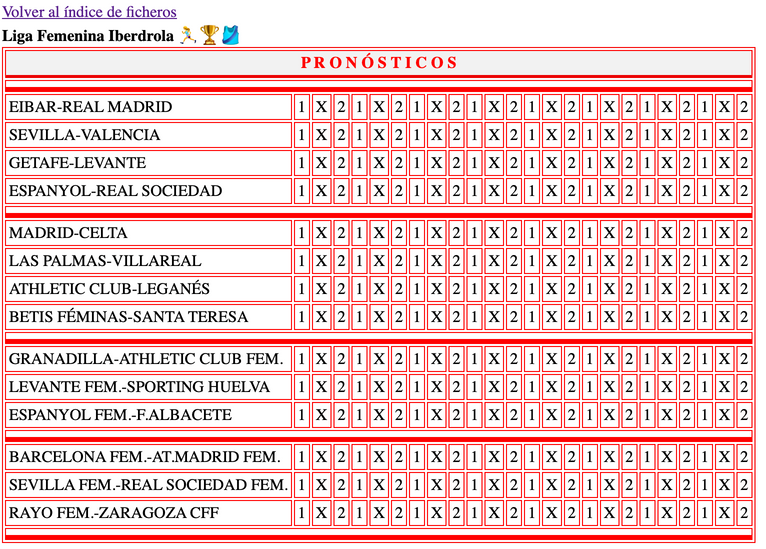 Volver al índice de ficheros
Liga Femenina Iberdrola 🏃🏆🎽
PRONÓSTICOS
EIBAR-REAL MADRID 1 X 2 1 X 2 1 X 2 1 X 2 1 X 2 1 X 2 1 X 2 1 X 2
SEVILLA-VALENCIA 1 X 2 1 X 2 1 X 2 1 X 2 1 X 2 1 X 2 1 X 2 1 X 2
GETAFE-LEVANTE 1 X 2 1 X 2 1 X 2 1 X 2 1 X 2 1 X 2 1 X 2 1 X 2
ESPANYOL-REAL SOCIEDAD 1 X 2 1 X 2 1 X 2 1 X 2 1 X 2 1 X 2 1 X 2 1 X 2
MADRID-CELTA 1 X 2 1 X 2 1 X 2 1 X 2 1 X 2 1 X 2 1 X 2 1 X 2
LAS PALMAS-VILLAREAL 1 X 2 1 X 2 1 X 2 1 X 2 1 X 2 1 X 2 1 X 2 1 X 2
ATHLETIC CLUB-LEGANÉS 1 X 2 1 X 2 1 X 2 1 X 2 1 X 2 1 X 2 1 X 2 1 X 2
BETIS FÉMINAS-SANTA TERESA 1 X 2 1 X 2 1 X 2 1 X 2 1 X 2 1 X 2 1 X 2 1 X 2
GRANADILLA-ATHLETIC CLUB FEM. 1 X 2 1 X 2 1 X 2 1 X 2 1 X 2 1 X 2 1 X 2 1 X 2
LEVANTE FEM.-SPORTING HUELVA 1 X 2 1 X 2 1 X 2 1 X 2 1 X 2 1 X 2 1 X 2 1 X 2
ESPANYOL FEM.-F.ALBACETE 1 X 2 1 X 2 1 X 2 1 X 2 1 X 2 1 X 2 1 X 2 1 X 2
BARCELONA FEM.-AT.MADRID FEM. 1 X 2 1 X 2 1 X 2 1 X 2 1 X 2 1 X 2 1 X 2 1 X 2
SEVILLA FEM.-REAL SOCIEDAD FEM. 1 X 2 1 X 2 1 X 2 1 X 2 1 X 2 1 X 2 1 X 2 1 X 2
RAYO FEM.-ZARAGOZA CFF 1 X 2 1 X 2 1 X 2 1 X 2 1 X 2 1 X 2 1 X 2 1 X 2